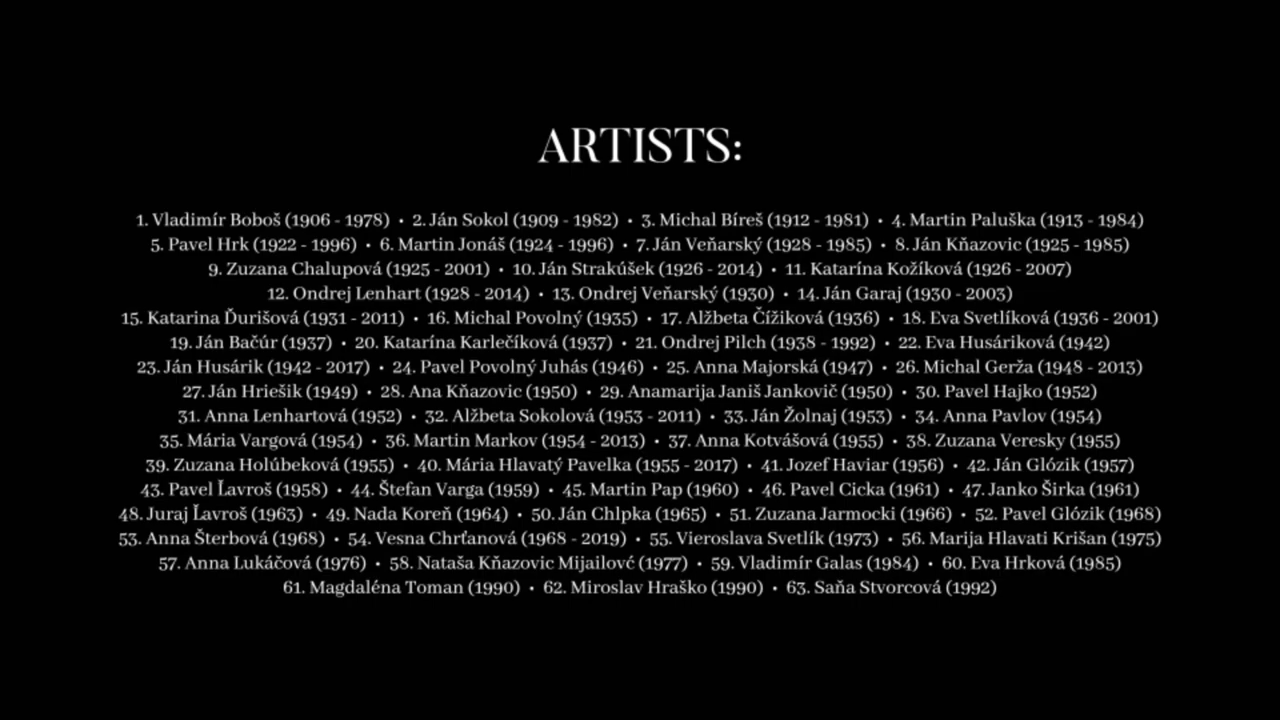 ARTISTS:
1. Vladimír Boboš (1906 - 1978) • 2. Ján Sokol (1909 - 1982) • 3. Michal Bíreš (1912 - 1981) • 4. Martin Paluška (1913 - 1984)
5. Pavel Hrk (1922 - 1996) • 6. Martin Jonáš (1924 - 1996) • 7. Ján Veňarský (1928 - 1985) • 8. Ján Kňazovic (1925 - 1985)
9. Zuzana Chalupová (1925 - 2001) • 10. Ján Strakúšek (1926 - 2014) • 11. Katarína Kožíková (1926 - 2007)
12. Ondrej Lenhart (1928 - 2014) • 13. Ondrej Veňarský (1930) • 14. Ján Garaj (1930 - 2003)
15. Katarina Ďurišová (1931 - 2011) • 16. Michal Povolný (1935) • 17. Alžbeta Čížiková (1936) • 18. Eva Svetlíková (1936 - 2001)
19. Ján Bačúr (1937) • 20. Katarína Karlečíková (1937) • 21. Ondrej Pilch (1938 - 1992) • 22. Eva Husáriková (1942)
23. Ján Husárik (1942 - 2017) • 24. Pavel Povolný Juhás (1946) • 25. Anna Majorská (1947) • 26. Michal Gerža (1948 - 2013)
27. Ján Hriešik (1949) • 28. Ana Kňazovic (1950) • 29. Anamarija Janiš Jankovič (1950) • 30. Pavel Hajko (1952)
31. Anna Lenhartová (1952) • 32. Alžbeta Sokolová (1953 - 2011) • 33. Ján Žolnaj (1953) • 34. Anna Pavlov (1954)
35. Mária Vargová (1954) • 36. Martin Markov (1954 - 2013) • 37. Anna Kotvášová (1955) • 38. Zuzana Veresky (1955)
39. Zuzana Holúbeková (1955) • 40. Mária Hlavatý Pavelka (1955 - 2017) • 41. Jozef Haviar (1956) • 42. Ján Glózik (1957)
43. Pavel Ľavroš (1958) • 44. Štefan Varga (1959) • 45. Martin Pap (1960) • 46. Pavel Cicka (1961) • 47. Janko Širka (1961)
48. Juraj Ľavroš (1963) • 49. Nada Koreň (1964) • 50. Ján Chlpka (1965) • 51. Zuzana Jarmocki (1966) • 52. Pavel Glózik (1968)
53. Anna Šterbová (1968) • 54. Vesna Chrťanová (1968 - 2019) • 55. Vieroslava Svetlík (1973) • 56. Marija Hlavati Krišan (1975)
57. Anna Lukáčová (1976) • 58. Nataša Kňazovic Mijailovć (1977) • 59. Vladimír Galas (1984) • 60. Eva Hrková (1985)
61. Magdaléna Toman (1990) • 62. Miroslav Hraško (1990) • 63. Saňa Stvorcová (1992)